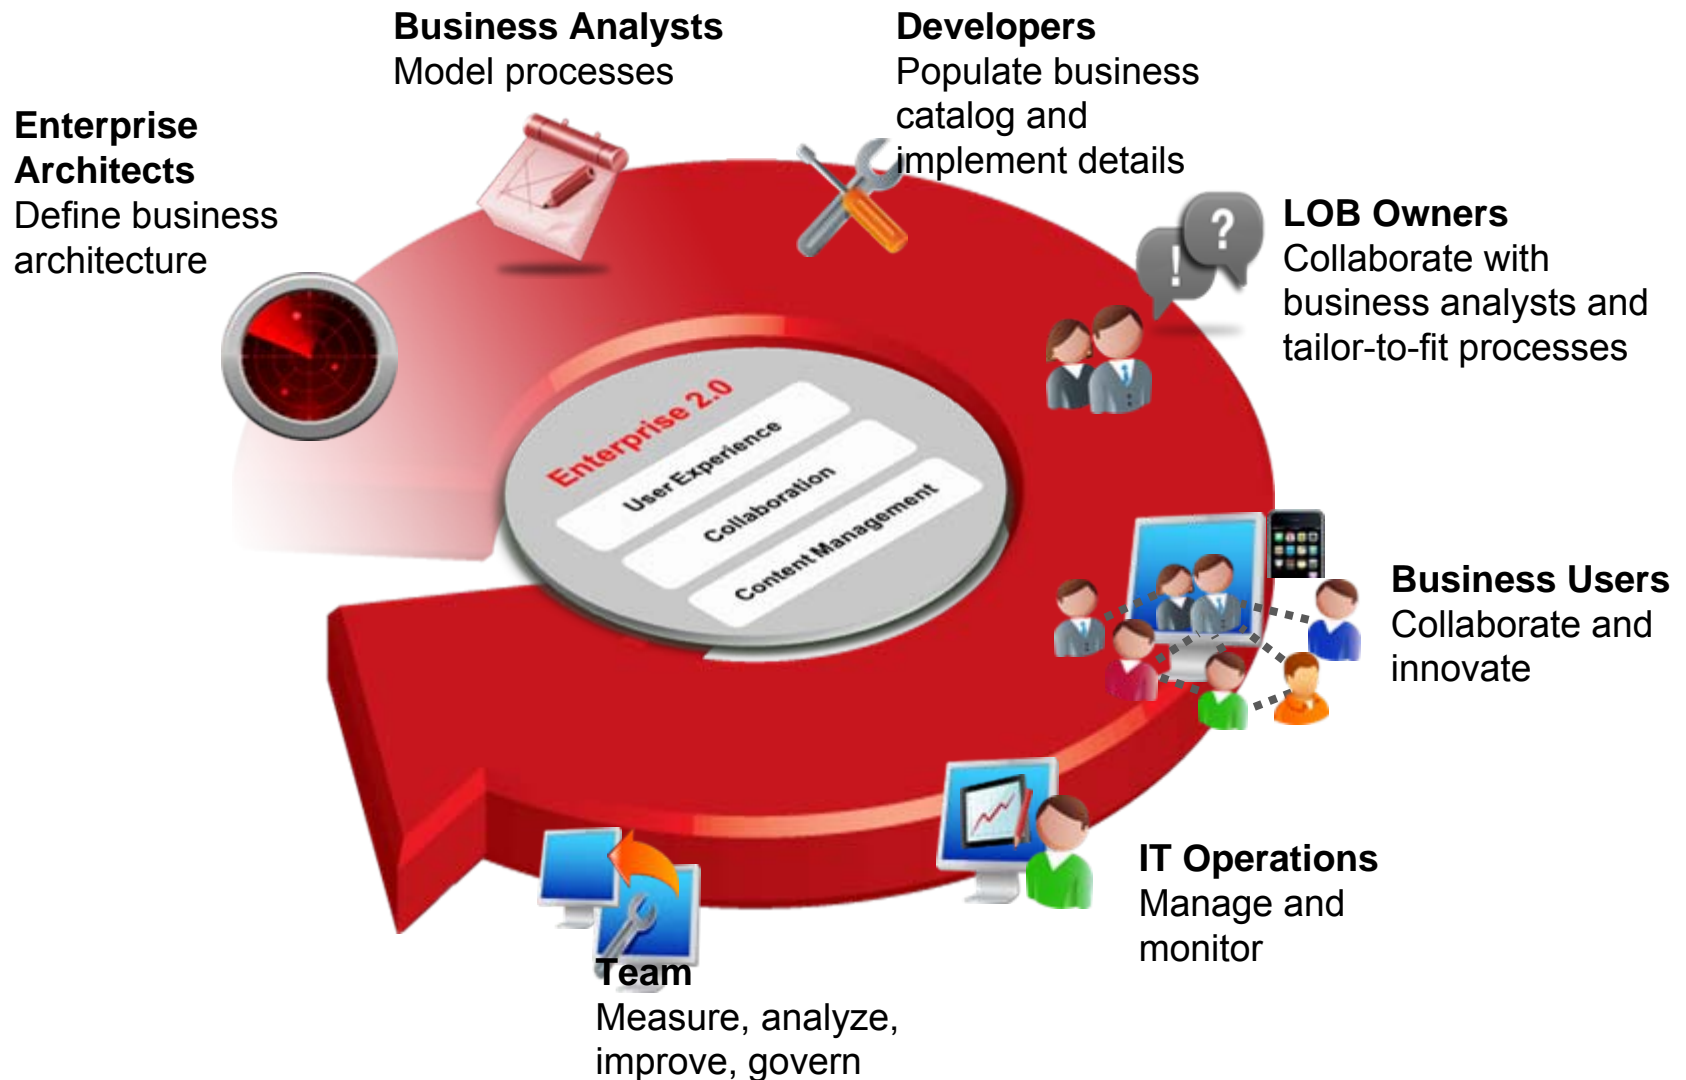 Business Analysts
Model processes
Developers
Populate business
catalog and
implement details
Enterprise
Architects
Define business
architecture
LOB Owners
Collaborate with
business analysts and
tailor-to-fit processes
?
!
Enterprise 2.0
User Experience
Collaboration
Content Management
Business Users
Collaborate and
innovate
IT Operations
Manage and
monitor
Team
Measure, analyze,
improve, govern